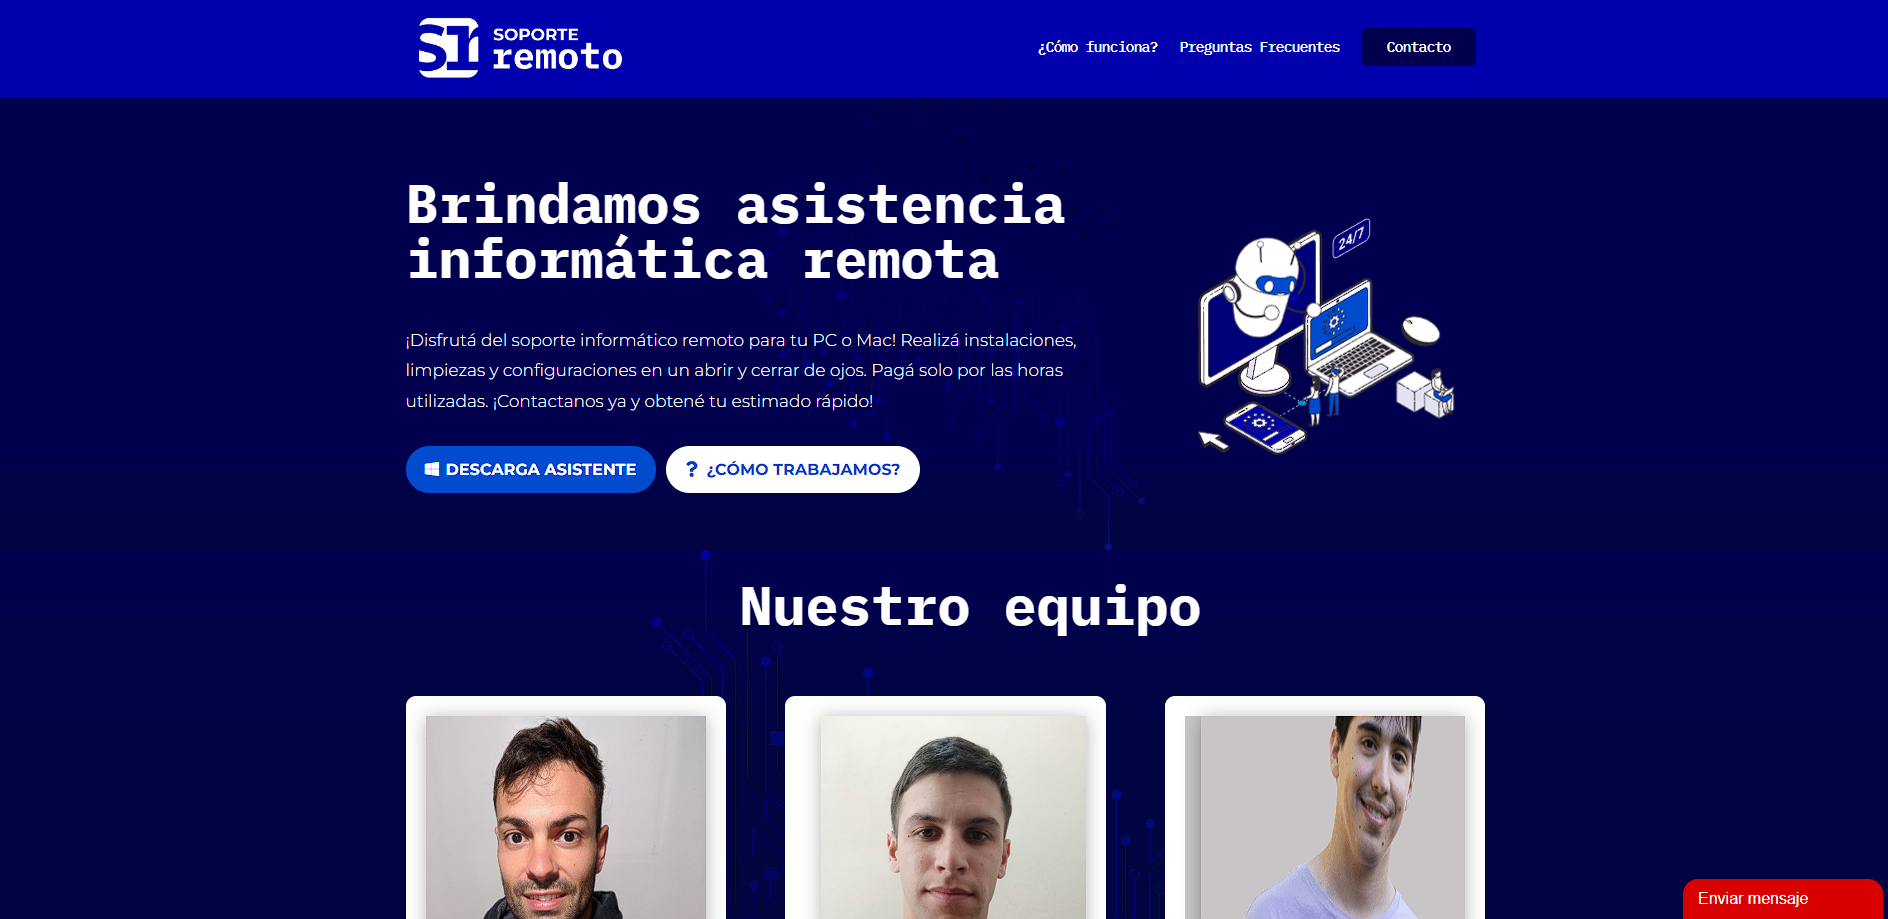 SOPORTE
remoto
¿Cómo funciona?
Preguntas Frecuentes
Contacto
Brindamos asistencia
informática remota
24/7
¡Disfrutá del soporte informático remoto para tu PC o Mac! Realizá instalaciones,
limpiezas y configuraciones en un abrir y cerrar de ojos. Pagá solo por las horas
utilizadas. ¡Contactanos ya y obtené tu estimado rápido!
DESCARGA ASISTENTE
? ¿CÓMO TRABAJAMOS?
Nuestro equipo
Enviar mensaje